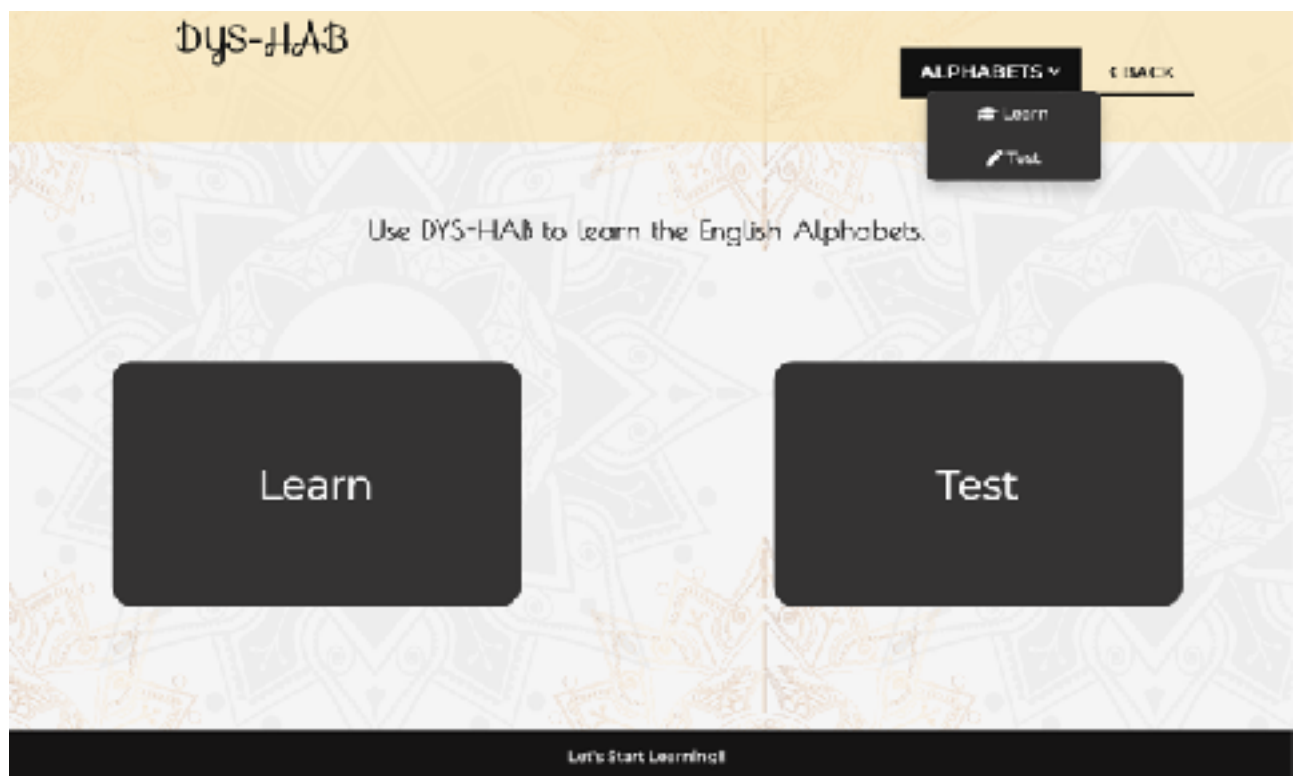 DYS-HAB
ALPHABETS
BACK
Learn
Test
Use DYS-HAB to learn the English Alphabets.
Learn
Test
Let's Start Learning!!